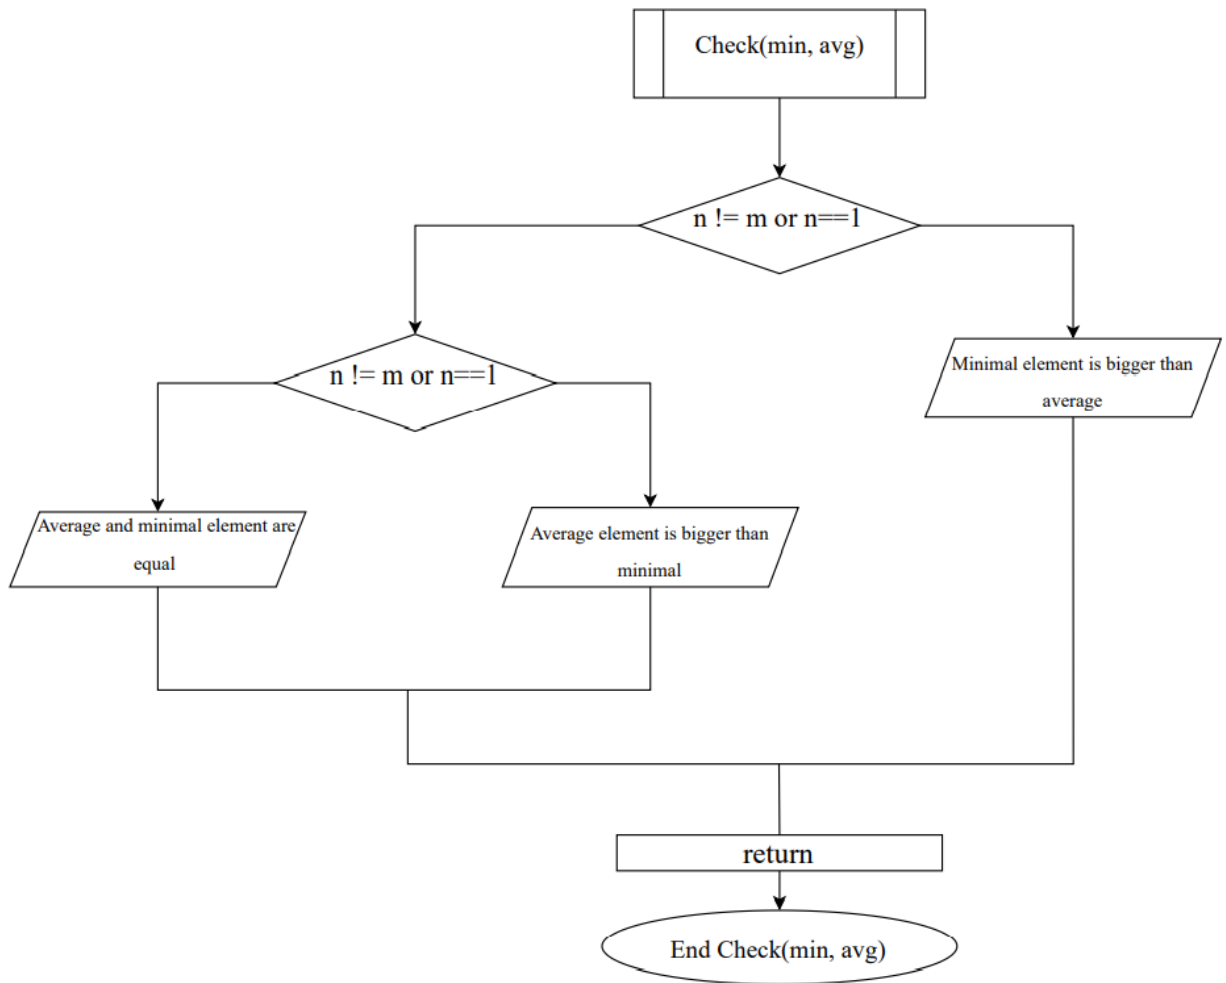 Check(min, avg)
n != m or n==1
n != m or n==1
Minimal element is bigger than
average
Average and minimal element are
equal
Average element is bigger than
minimal
return
End Check(min, avg)